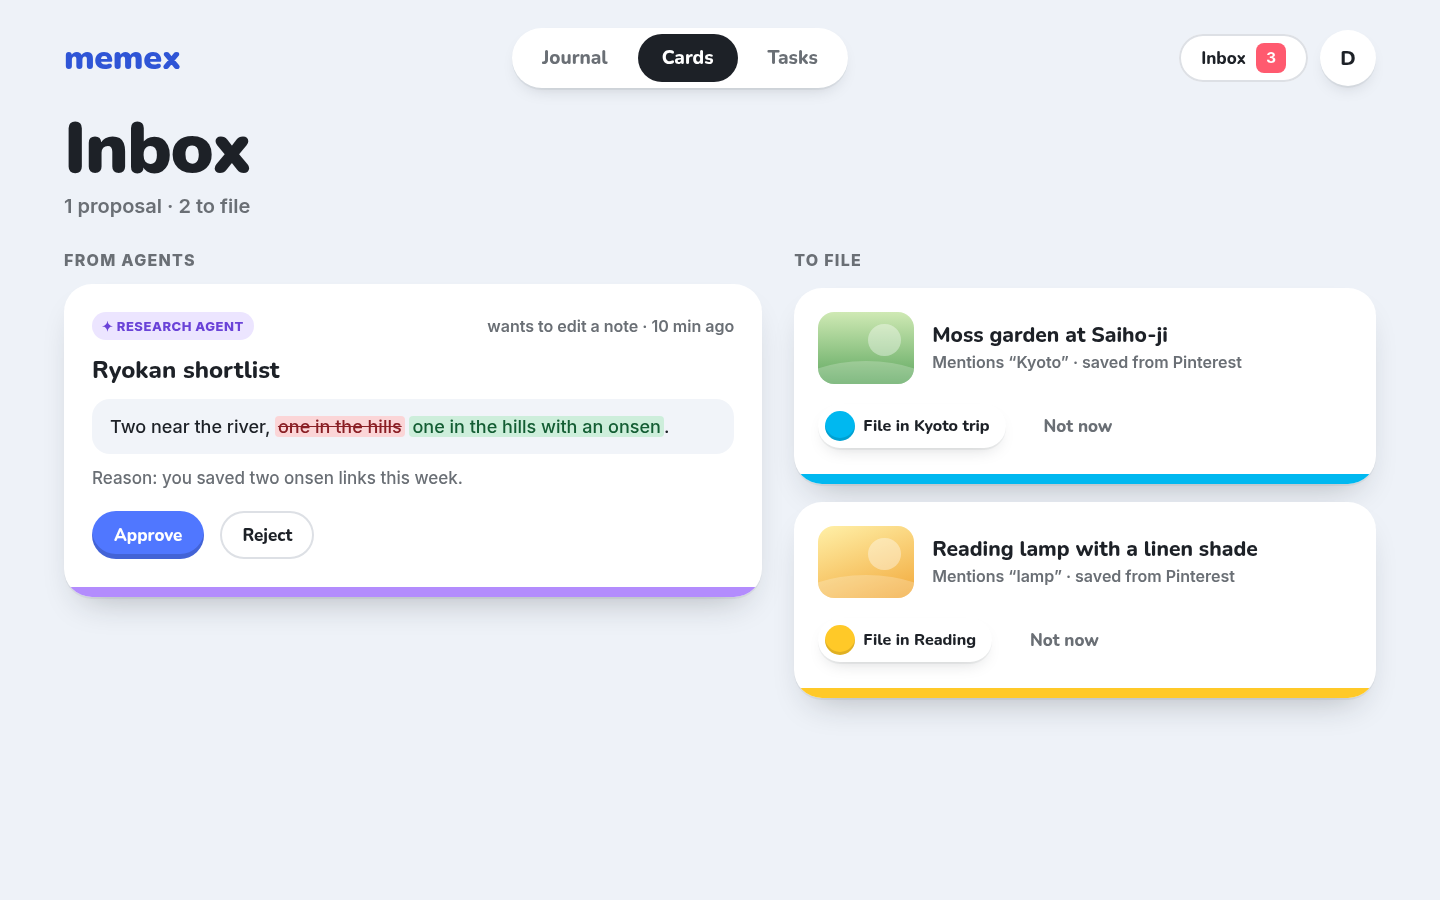 memex
Journal
Cards
Tasks
Inbox 3
D
Inbox
1 proposal · 2 to file
FROM AGENTS
✦ RESEARCH AGENT
wants to edit a note · 10 min ago
Ryokan shortlist
Two near the river, one in the hills one in the hills with an onsen.
Reason: you saved two onsen links this week.
Approve
Reject
TO FILE
Moss garden at Saiho-ji
Mentions “Kyoto” · saved from Pinterest
File in Kyoto trip
Not now
Reading lamp with a linen shade
Mentions “lamp” · saved from Pinterest
File in Reading
Not now